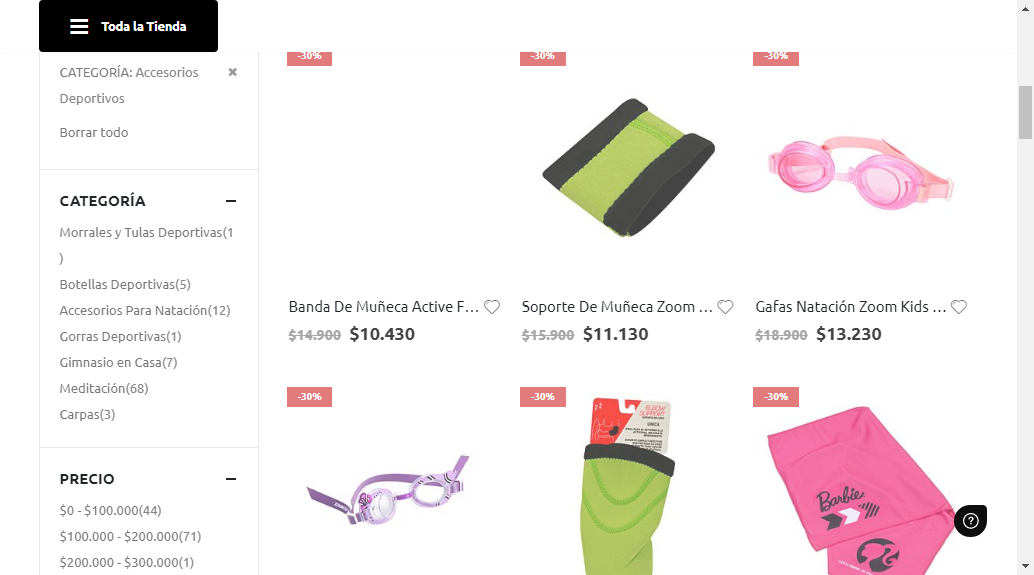 Toda la Tienda
CATEGORÍA: Accesorios
Deportivos
Borrar todo
CATEGORÍA
Morrales y Tulas Deportivas(1
)
Botellas Deportivas(5)
Accesorios Para Natación(12)
Gorras Deportivas(1)
Gimnasio en Casa(7)
Meditación(68)
Carpas(3)
PRECIO
$0 - $100.000(44)
$100.000 - $200.000(71)
$200.000 - $300.000(1)
-30% -30% -30%
Banda De Muñeca Active F... Soporte De Muñeca Zoom ... Gafas Natación Zoom Kids ...
$14.900 $10.430 $15.900 $11.130 $18.900 $13.230
-30% -30% -30%
ELBOW
SUPPORT
UNICA
Barbie